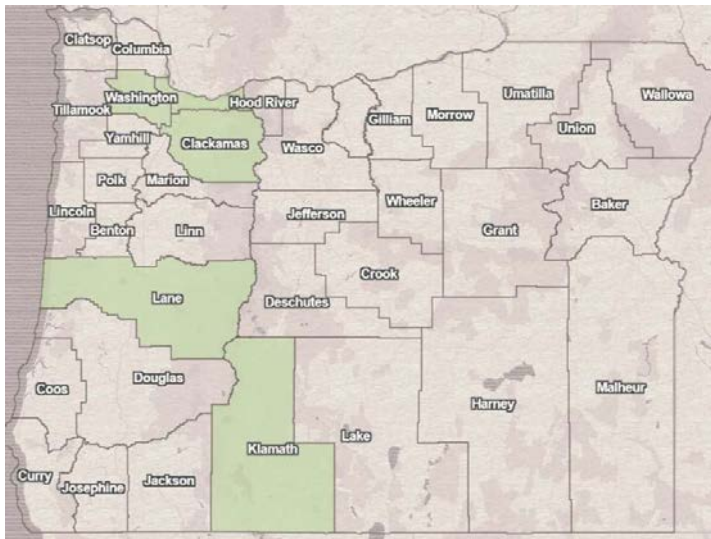 Clatsop
Columbia
Washington
Tillamook
Hood River
Yamhill
Clackamas
Wasco
Gilliam
Morrow
Umatilla
Union
Wallowa
Polk
Marion
Lincoln
Benton
Linn
Jefferson
Wheeler
Grant
Baker
Crook
Lane
Deschutes
Coos
Douglas
Harney
Malheur
Klamath
Lake
Curry
Josephine
Jackson